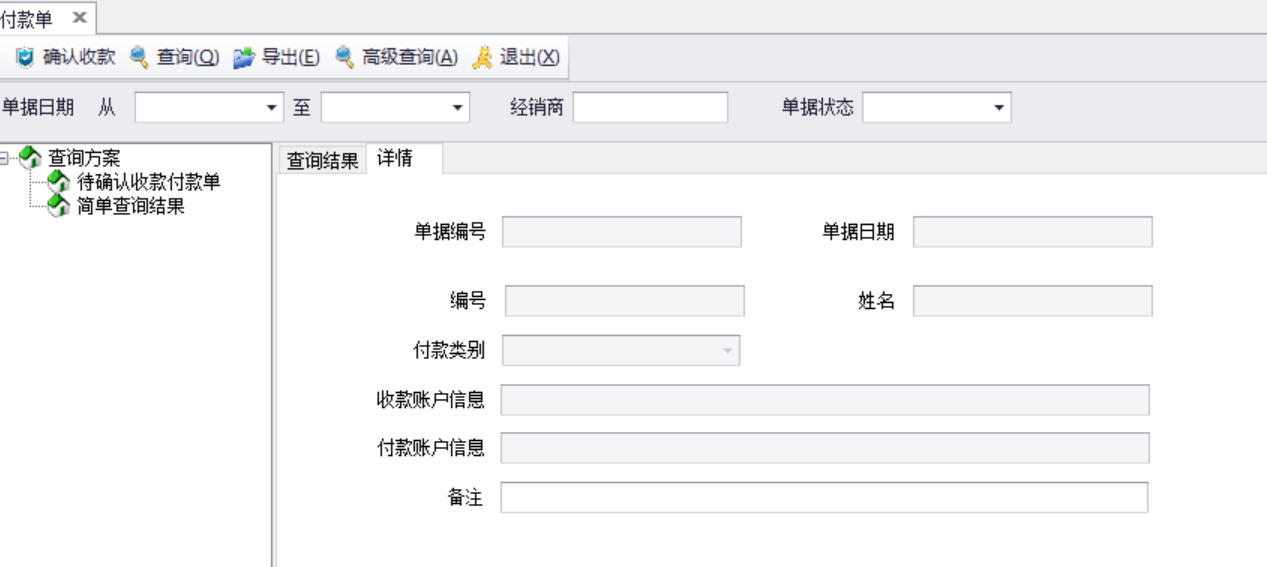 付款单
确认收款 查询(Q) 导出(E) 高级查询(A) 退出(X)
单据日期 从 至 经销商 单据状态
查询方案
待确认收款付款单
简单查询结果
查询结果 详情
单据编号 单据日期
编号 姓名
付款类别
收款账户信息
付款账户信息
备注